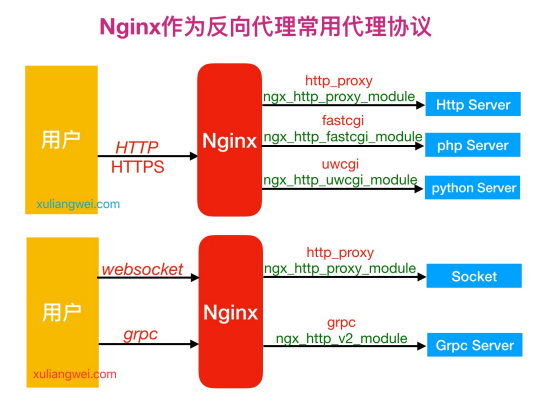 Nginx作为反向代理常用代理协议
用户
xuliangwei.com
HTTP
HTTPS
Nginx
http_proxy
ngx_http_proxy_module
Http Server
fastcgi
ngx_http_fastcgi_module
php Server
uwcgi
ngx_http_uwcgi_module
python Server
用户
xuliangwei.com
websocket
grpc
Nginx
http_proxy
ngx_http_proxy_module
Socket
grpc
ngx_http_v2_module
Grpc Server